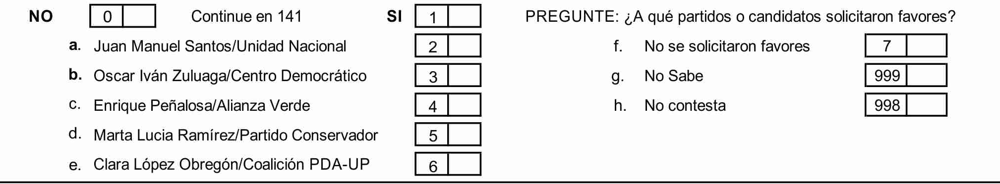 NO 0 Continue en 141 SI 1 PREGUNTE: ¿A qué partidos o candidatos solicitaron favores?
a. Juan Manuel Santos/Unidad Nacional 2 f. No se solicitaron favores 7
b. Oscar Iván Zuluaga/Centro Democrático 3 g. No Sabe 999
c. Enrique Peñalosa/Alianza Verde 4 h. No contesta 998
d. Marta Lucia Ramírez/Partido Conservador 5
e. Clara López Obregón/Coalición PDA-UP 6